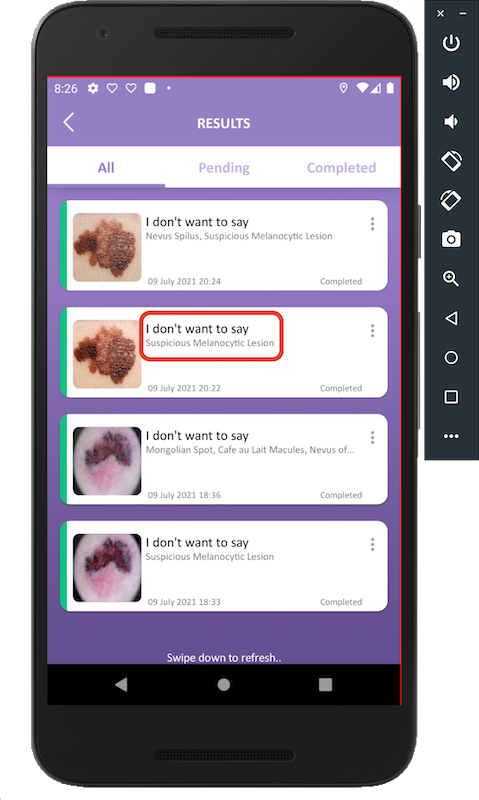 8:26
RESULTS
All Pending Completed
I don't want to say
Nevus Spilus, Suspicious Melanocytic Lesion
09 July 2021 20:24 Completed
I don't want to say
Suspicious Melanocytic Lesion
09 July 2021 20:22 Completed
I don't want to say
Mongolian Spot, Cafe au Lait Macules, Nevus of...
09 July 2021 18:36 Completed
I don't want to say
Suspicious Melanocytic Lesion
09 July 2021 18:33 Completed
Swipe down to refresh..